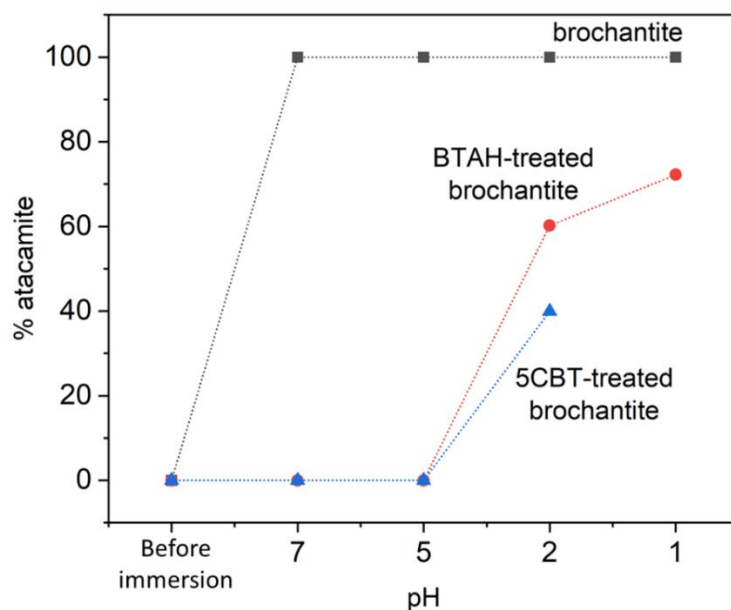 brochantite
100
BTAH-treated
brochantite
80
60
% atacamite
40
5CBT-treated
brochantite
20
0
Before
immersion
7
5
2
1
pH